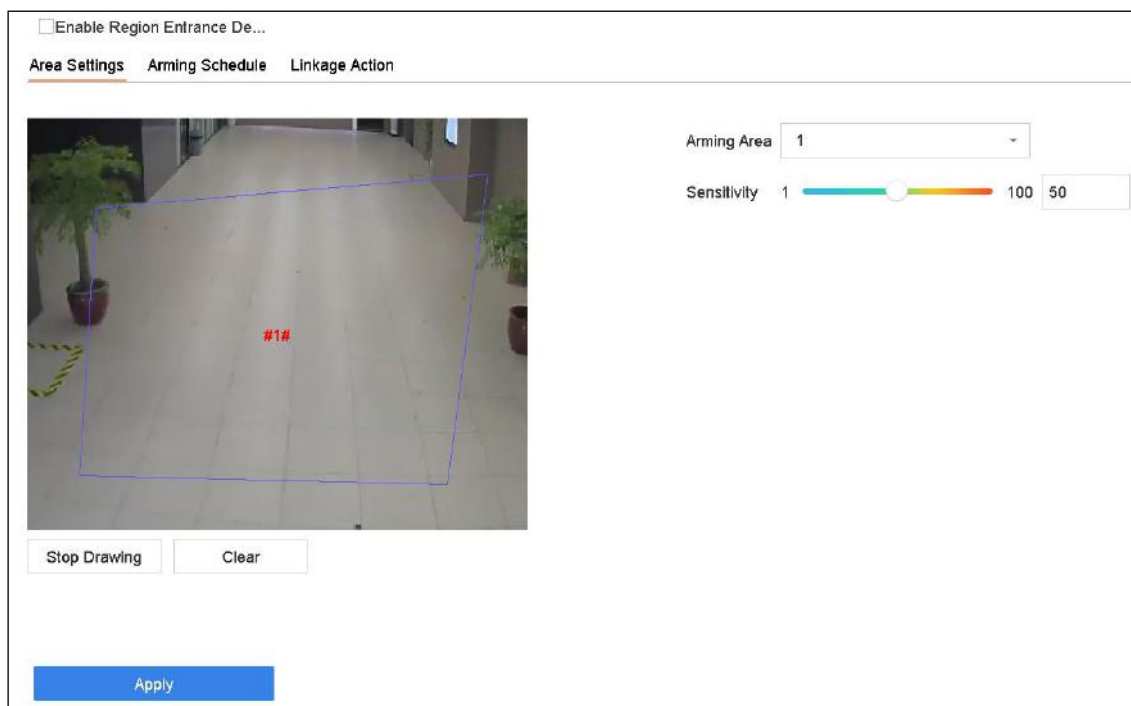 Enable Region Entrance De...
Area Settings Arming Schedule Linkage Action
Arming Area 1
Sensitivity 1 100 50
#1#
Stop Drawing Clear
Apply